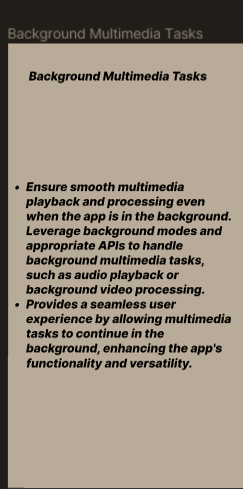 Background Multimedia Tasks
Background Multimedia Tasks
• Ensure smooth multimedia
playback and processing even
when the app is in the background.
Leverage background modes and
appropriate APIs to handle
background multimedia tasks,
such as audio playback or
background video processing.
• Provides a seamless user
experience by allowing multimedia
tasks to continue in the
background, enhancing the app's
functionality and versatility.